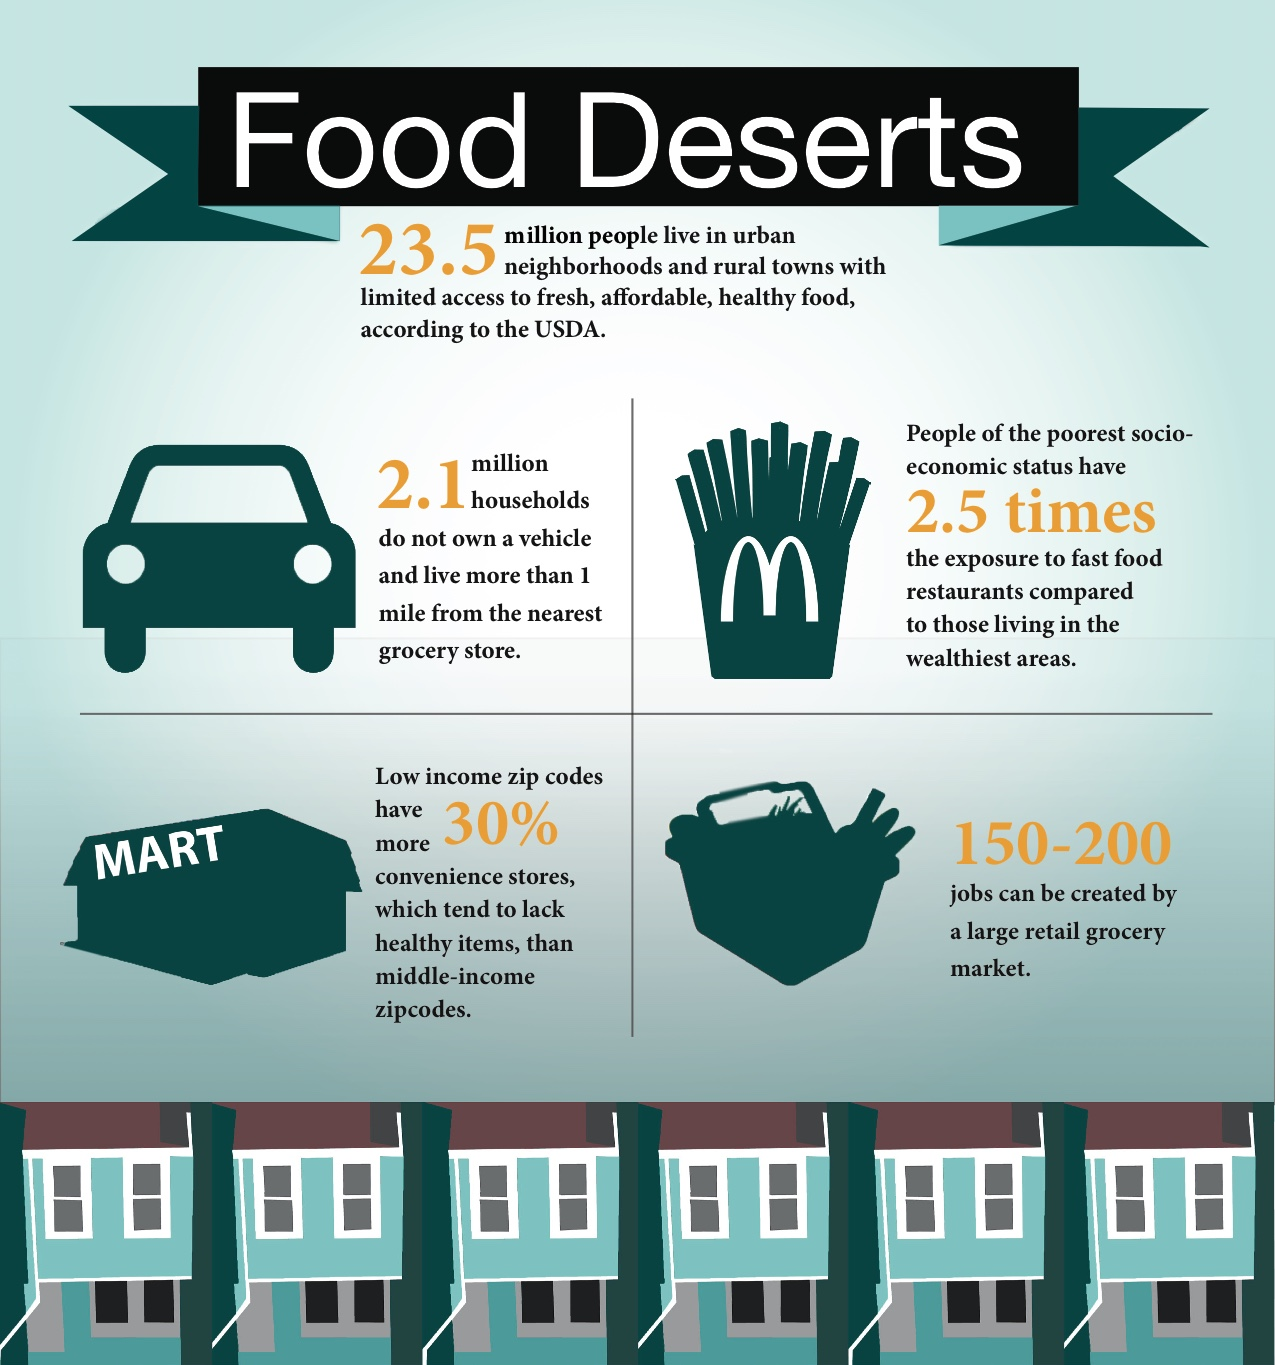 Food Deserts
23.5 million people live in urban
neighborhoods and rural towns with
limited access to fresh, affordable, healthy food,
according to the USDA.
2.1 million
households
do not own a vehicle
and live more than 1
mile from the nearest
grocery store.
People of the poorest socio-
economic status have
2.5 times
the exposure to fast food
restaurants compared
to those living in the
wealthiest areas.
MART
Low income zip codes
have 30%
more
convenience stores,
which tend to lack
healthy items, than
middle-income
zipcodes.
150-200
jobs can be created by
a large retail grocery
market.